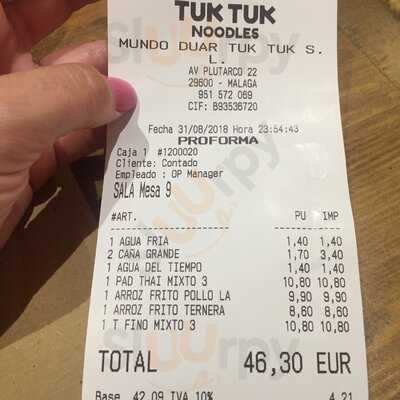 TUK TUK
NOODLES
MUNDO DUAR TUK TUK S.
L.
AV PLUTARCO 22
29600 - MALAGA
951 572 069
CIF: B93536720
Fecha 31/08/2018 Hora 23:54:43
PROFORMA
Caja 1 #1200020
Cliente: Contado
Empleado : OP Manager
SALA Mesa 9
#ART. PU IMP
1 AGUA FRIA 1,40 1,40
2 CAÑA GRANDE 1,70 3,40
1 AGUA DEL TIEMPO 1,40 1,40
1 PAD THAI MIXTO 3 10,80 10,80
1 ARROZ FRITO POLLO LA 9,90 9,90
1 ARROZ FRITO TERNERA 8,60 8,60
1 T FINO MIXTO 3 10,80 10,80
TOTAL 46,30 EUR
Base 42,09 IVA 10% 4,21
Sluurpy
Sluurpy